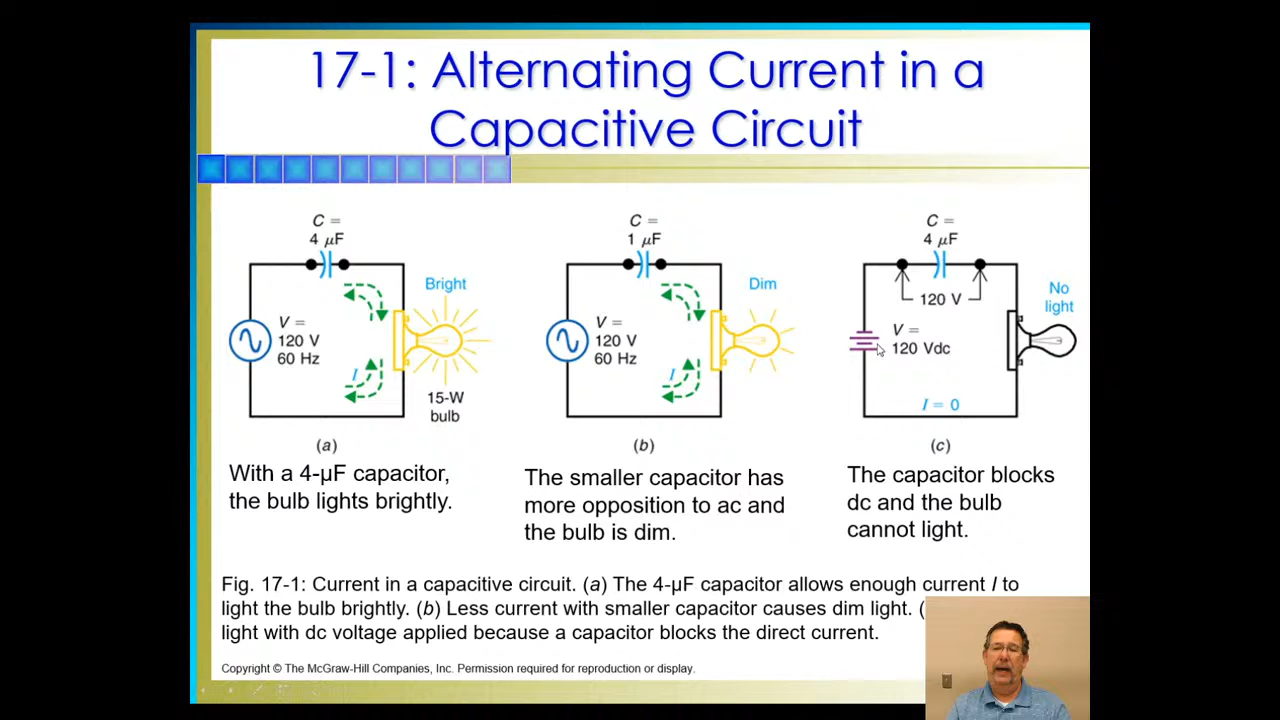 17-1: Alternating Current in a
Capacitive Circuit
C =
4 μF
Bright
V =
120 V
60 Hz
I
15-W
bulb
(a)
With a 4-μF capacitor,
the bulb lights brightly.
C =
1 μF
Dim
V =
120 V
60 Hz
I
(b)
The smaller capacitor has
more opposition to ac and
the bulb is dim.
C =
4 μF
120 V
No
light
V =
120 Vdc
I = 0
(c)
The capacitor blocks
dc and the bulb
cannot light.
Fig. 17-1: Current in a capacitive circuit. (a) The 4-μF capacitor allows enough current I to
light the bulb brightly. (b) Less current with smaller capacitor causes dim light. (
light with dc voltage applied because a capacitor blocks the direct current.
Copyright © The McGraw-Hill Companies, Inc. Permission required for reproduction or display.